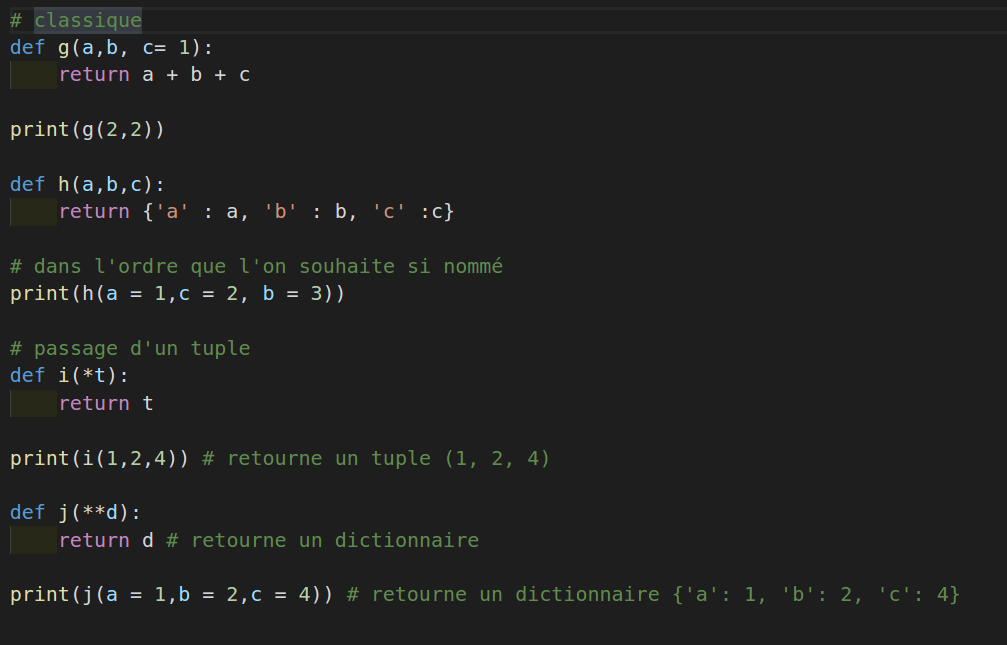 # classique
def g(a,b, c= 1):
    return a + b + c
print(g(2,2))
def h(a,b,c):
    return {'a' : a, 'b' : b, 'c' :c}
# dans l'ordre que l'on souhaite si nommé
print(h(a = 1,c = 2, b = 3))
# passage d'un tuple
def i(*t):
    return t
print(i(1,2,4)) # retourne un tuple (1, 2, 4)
def j(**d):
    return d # retourne un dictionnaire
print(j(a = 1,b = 2,c = 4)) # retourne un dictionnaire {'a': 1, 'b': 2, 'c': 4}